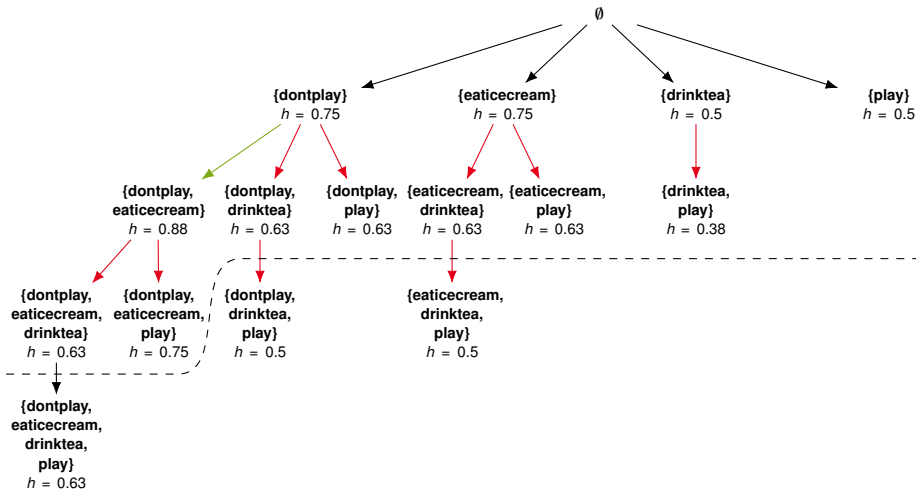 ∅
{dontplay}
h = 0.75
{eaticecream}
h = 0.75
{drinktea}
h = 0.5
{play}
h = 0.5
{dontplay,
eaticecream}
h = 0.88
{dontplay,
drinktea}
h = 0.63
{dontplay,
play}
h = 0.63
{eaticecream,
drinktea}
h = 0.63
{eaticecream,
play}
h = 0.63
{drinktea,
play}
h = 0.38
{dontplay,
eaticecream,
drinktea}
h = 0.63
{dontplay,
eaticecream,
play}
h = 0.75
{dontplay,
drinktea,
play}
h = 0.5
{eaticecream,
drinktea,
play}
h = 0.5
{dontplay,
eaticecream,
drinktea,
play}
h = 0.63